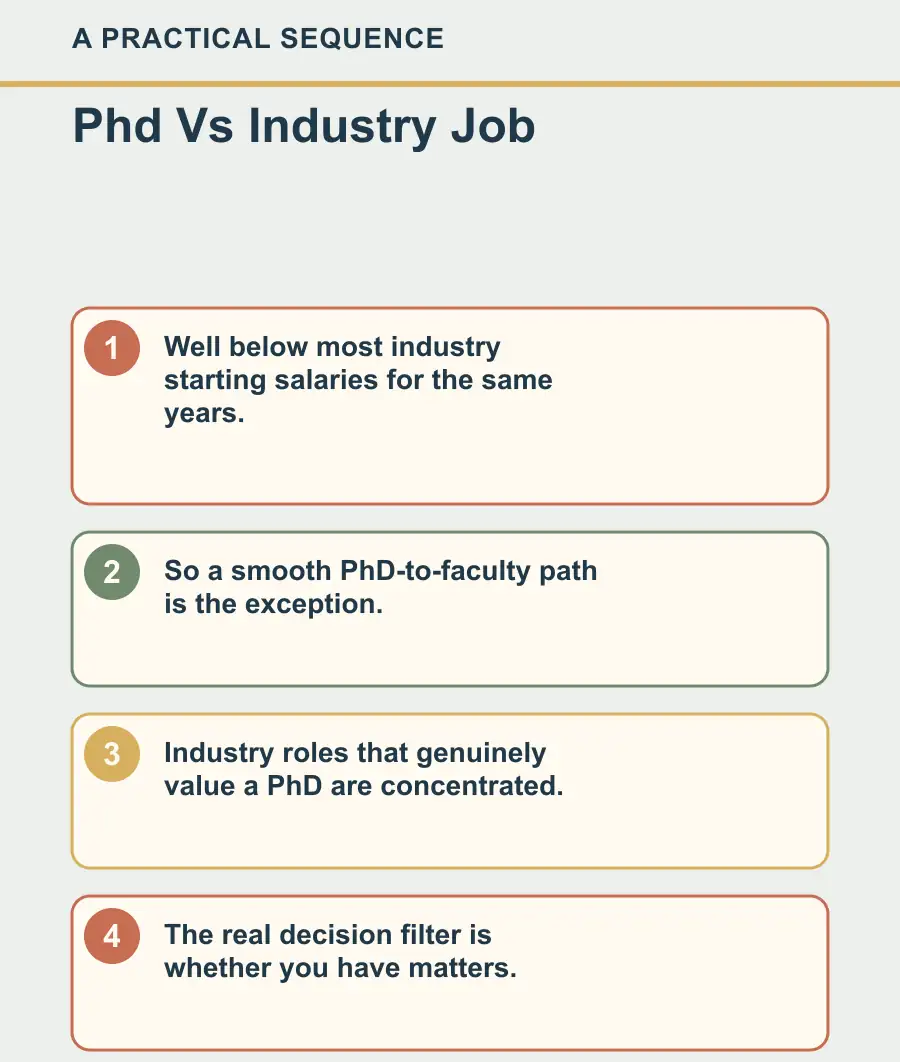 A PRACTICAL SEQUENCE
Phd Vs Industry Job
1
Well below most industry
starting salaries for the same
years.
2
So a smooth PhD-to-faculty path
is the exception.
3
Industry roles that genuinely
value a PhD are concentrated.
4
The real decision filter is
whether you have matters.